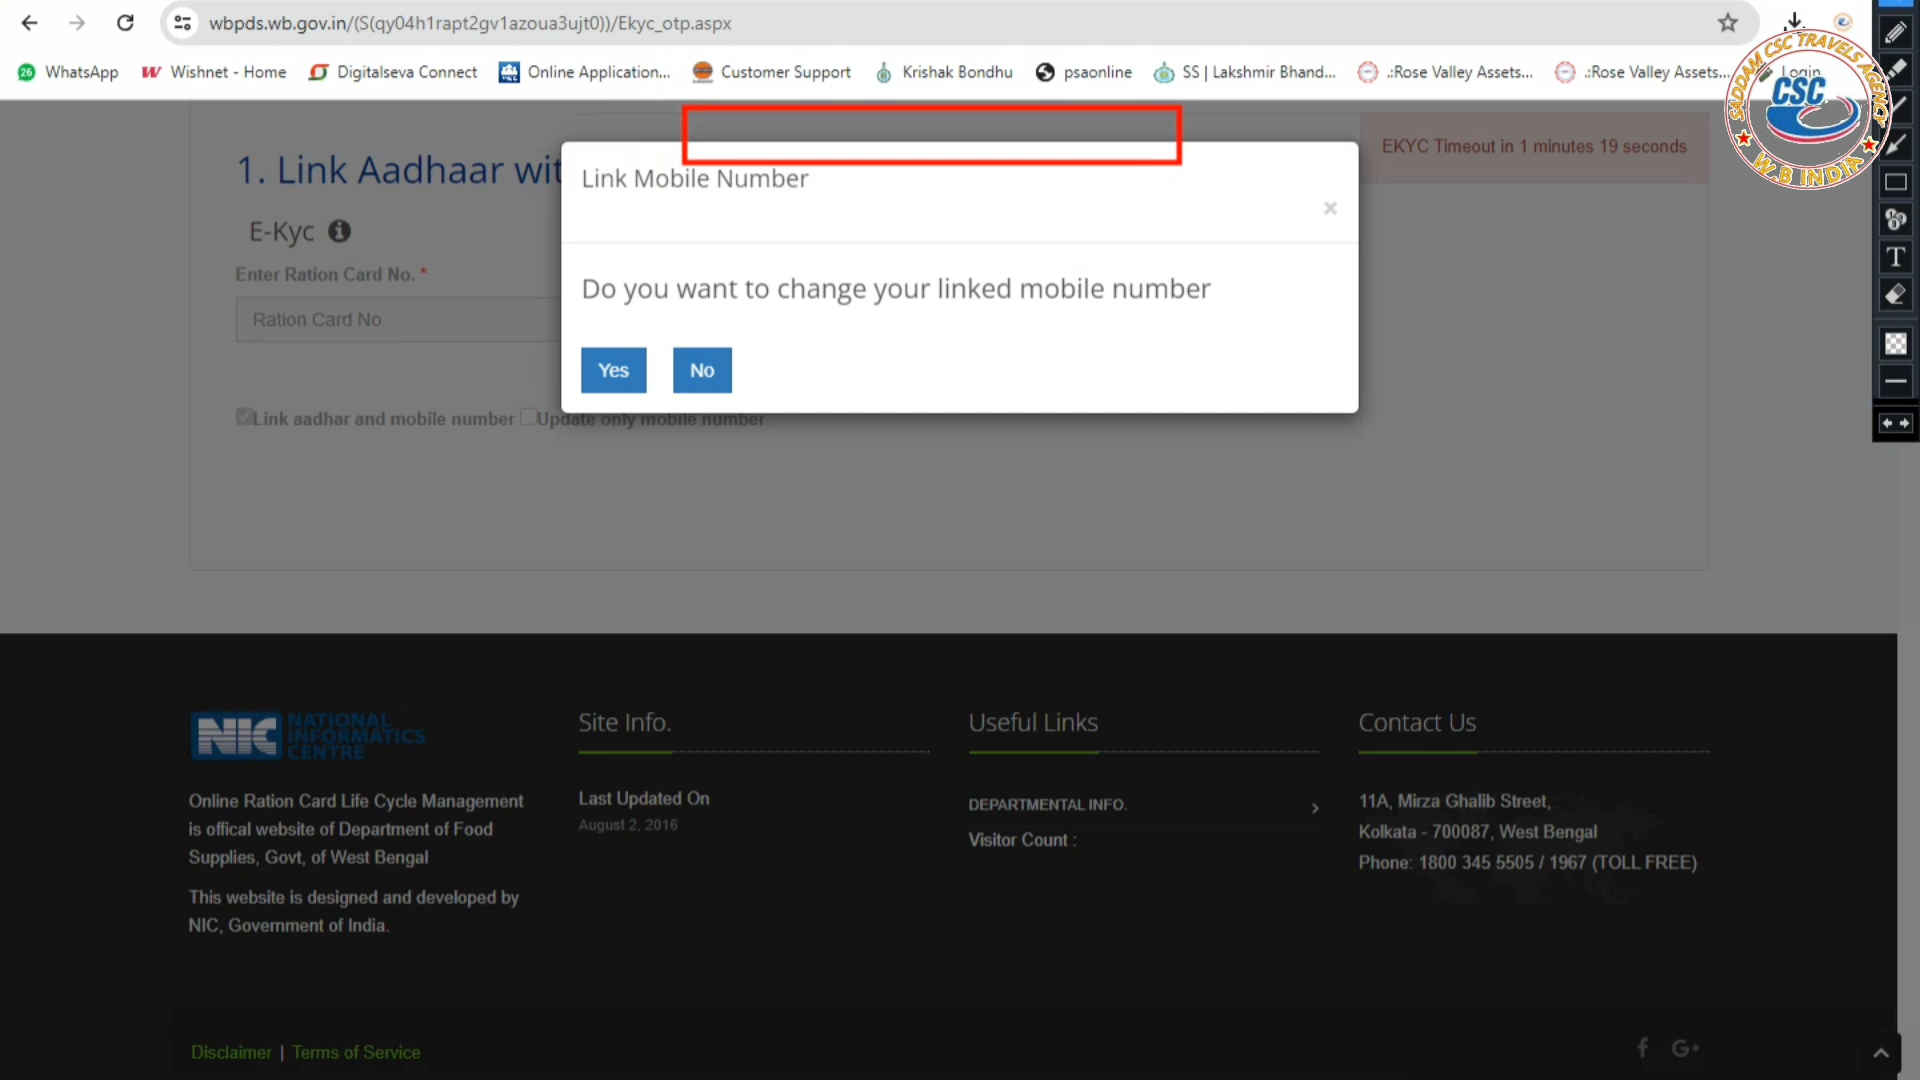 wbpds.wb.gov.in/(S(qy04h1rapt2gv1azoua3ujt0))/Ekyc_otp.aspx
26 WhatsApp W Wishnet - Home Digitalseva Connect Online Application... Customer Support Krishak Bondhu psaonline SS | Lakshmir Bhand... .:Rose Valley Assets... .:Rose Valley Assets... Login
SADDAM CSC TRAVELS AGENCY
CSC
W.B INDIA
EKYC Timeout in 1 minutes 19 seconds
1. Link Aadhaar wit
Link Mobile Number
×
E-Kyc
Enter Ration Card No. *
Ration Card No.
Do you want to change your linked mobile number
Yes No
Link aadhar and mobile number Update only mobile number
T
NIC NATIONAL INFORMATICS CENTRE
Online Ration Card Life Cycle Management
is offical website of Department of Food
Supplies, Govt, of West Bengal
This website is designed and developed by
NIC, Government of India.
Site Info.
Last Updated On
August 2, 2016
Useful Links
DEPARTMENTAL INFO.
Visitor Count :
Contact Us
11A, Mirza Ghalib Street,
Kolkata - 700087, West Bengal
Phone: 1800 345 5505 / 1967 (TOLL FREE)
Disclaimer | Terms of Service
f G+